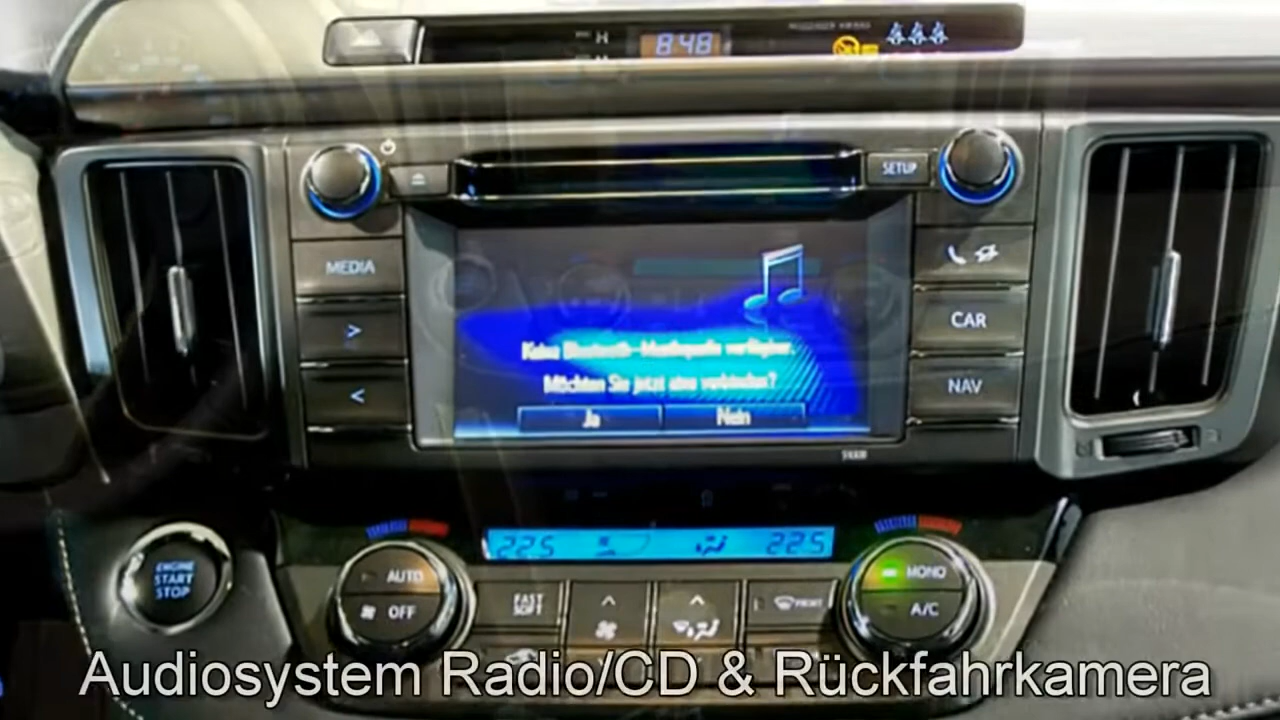 8:48
SETUP
MEDIA
>
CAR
<
NAV
Keine Bluetooth-Musikquelle verfügbar.
Möchten Sie jetzt eine verbinden?
Ja Nein
22.5 22.5
ENGINE
START
STOP
AUTO
OFF
FAST
SOFT
FRONT
MONO
A/C
Audiosystem Radio/CD & Rückfahrkamera